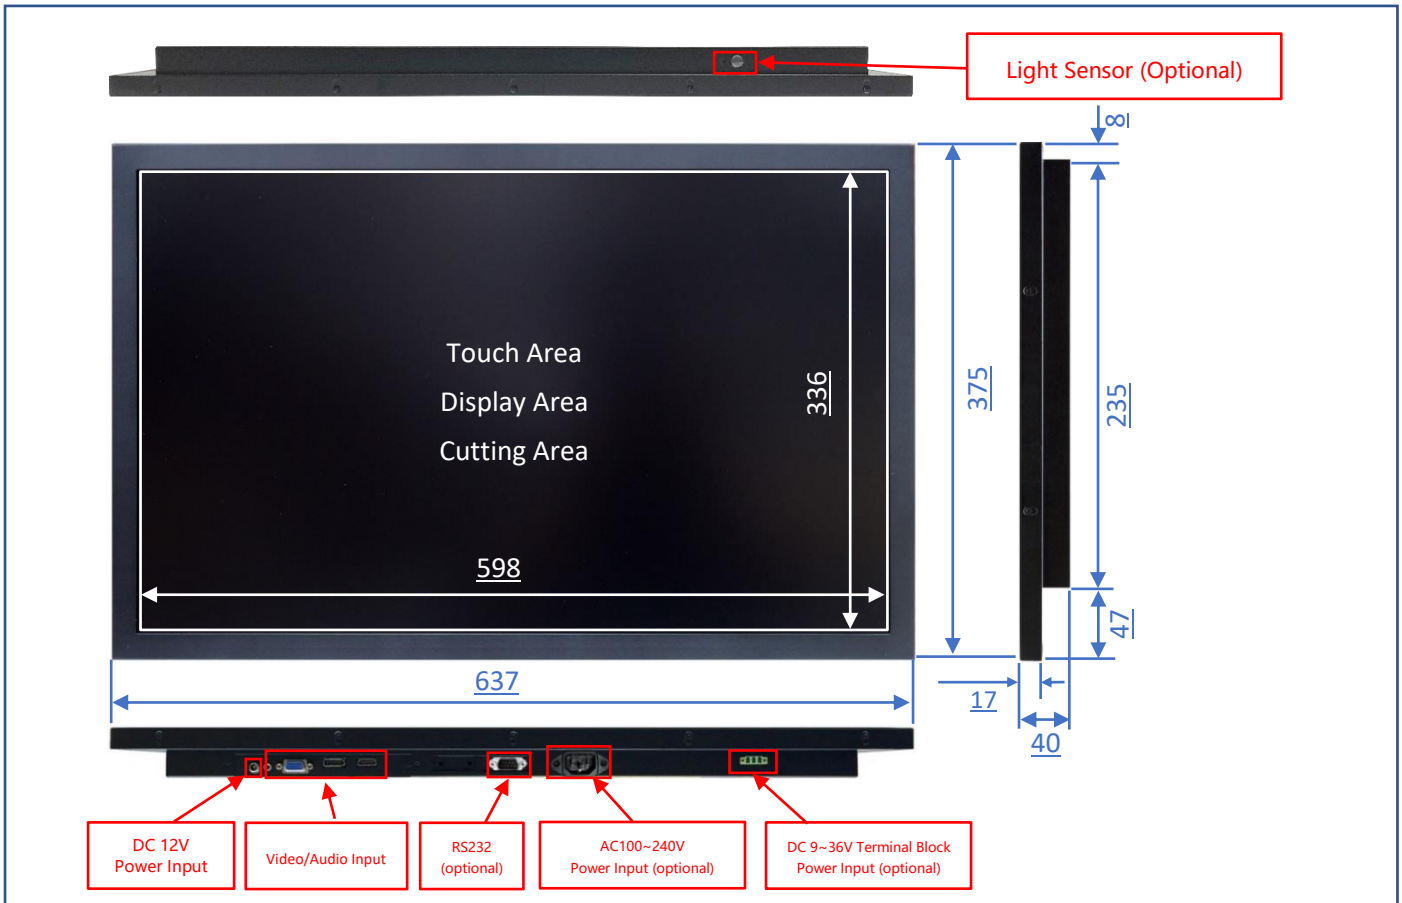 Light Sensor (Optional)
8
Touch Area
Display Area
Cutting Area
336
375
235
598
47
637
17
40
DC 12V
Power Input
Video/Audio Input
RS232
(optional)
AC100~240V
Power Input (optional)
DC 9~36V Terminal Block
Power Input (optional)